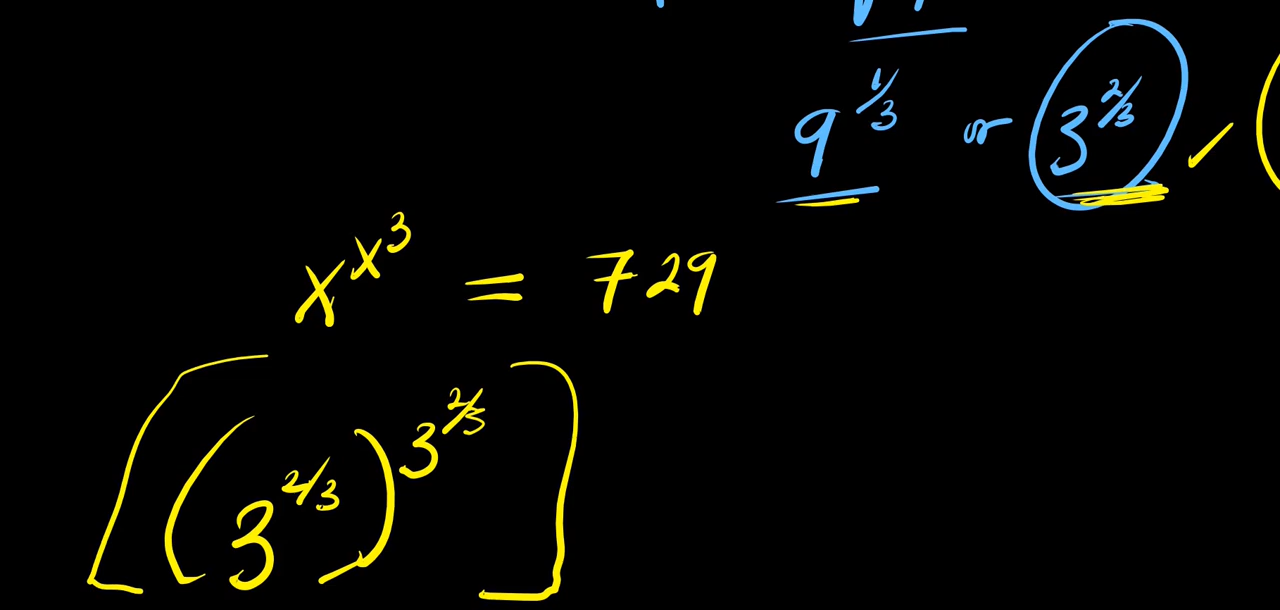 9^{1/3} or 3^{2/3} ✓
x^{x^3} = 729
[(3^{2/3})^{3^{2/3}}]